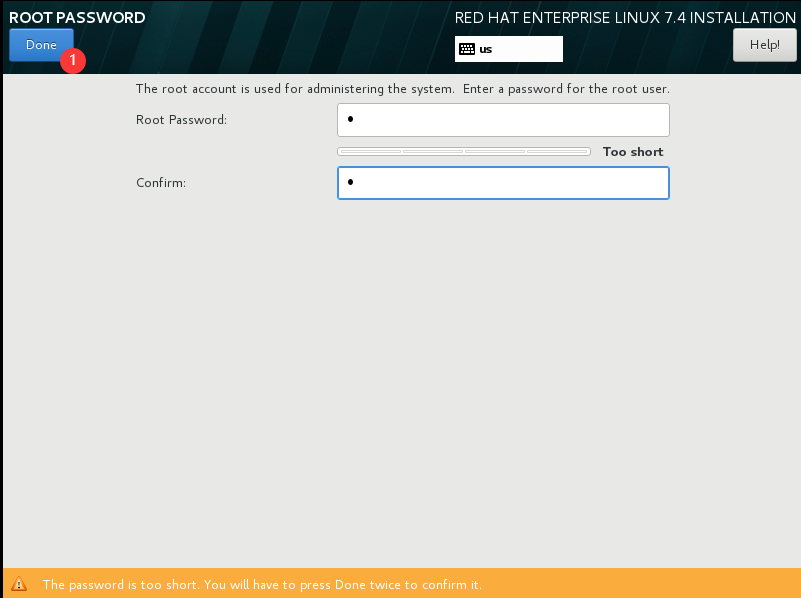 ROOT PASSWORD
RED HAT ENTERPRISE LINUX 7.4 INSTALLATION
Done
1
us
Help!
The root account is used for administering the system.  Enter a password for the root user.
Root Password: •
Too short
Confirm: •
The password is too short. You will have to press Done twice to confirm it.